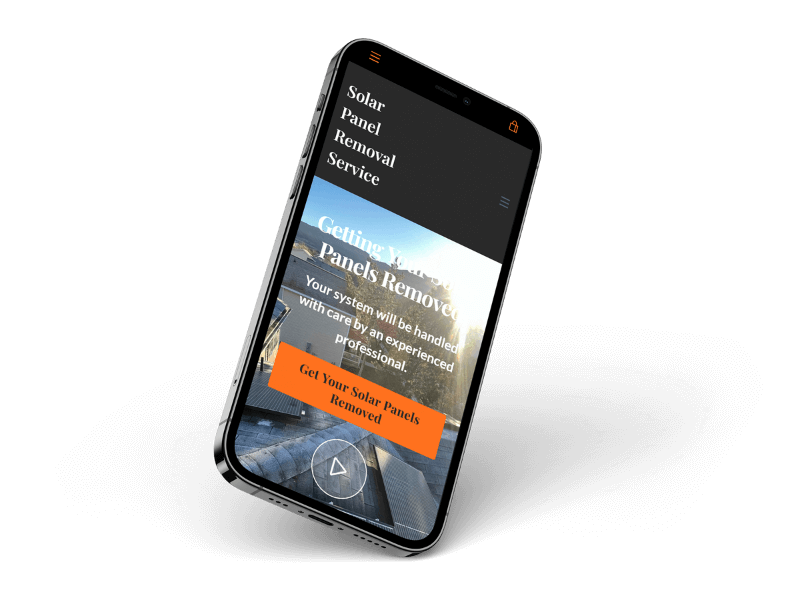 Solar
Panel
Removal
Service
Getting Your
Panels Removed
Your system will be handled
with care by an experienced
professional.
Get Your Solar Panels
Removed